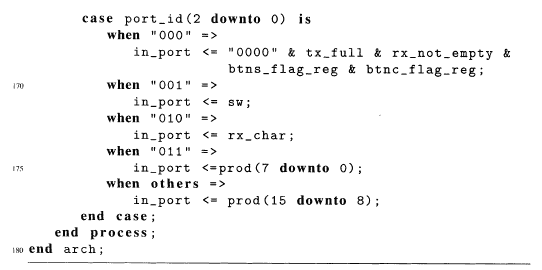 case port_id(2 downto 0) is
when "000" =>
in_port <= "0000" & tx_full & rx_not_empty &
btns_flag_reg & btnc_flag_reg;
170 when "001" =>
in_port <= sw;
when "010" =>
in_port <= rx_char;
when "011" =>
175 in_port <=prod(7 downto 0);
when others =>
in_port <= prod(15 downto 8);
end case;
end process;
180 end arch;